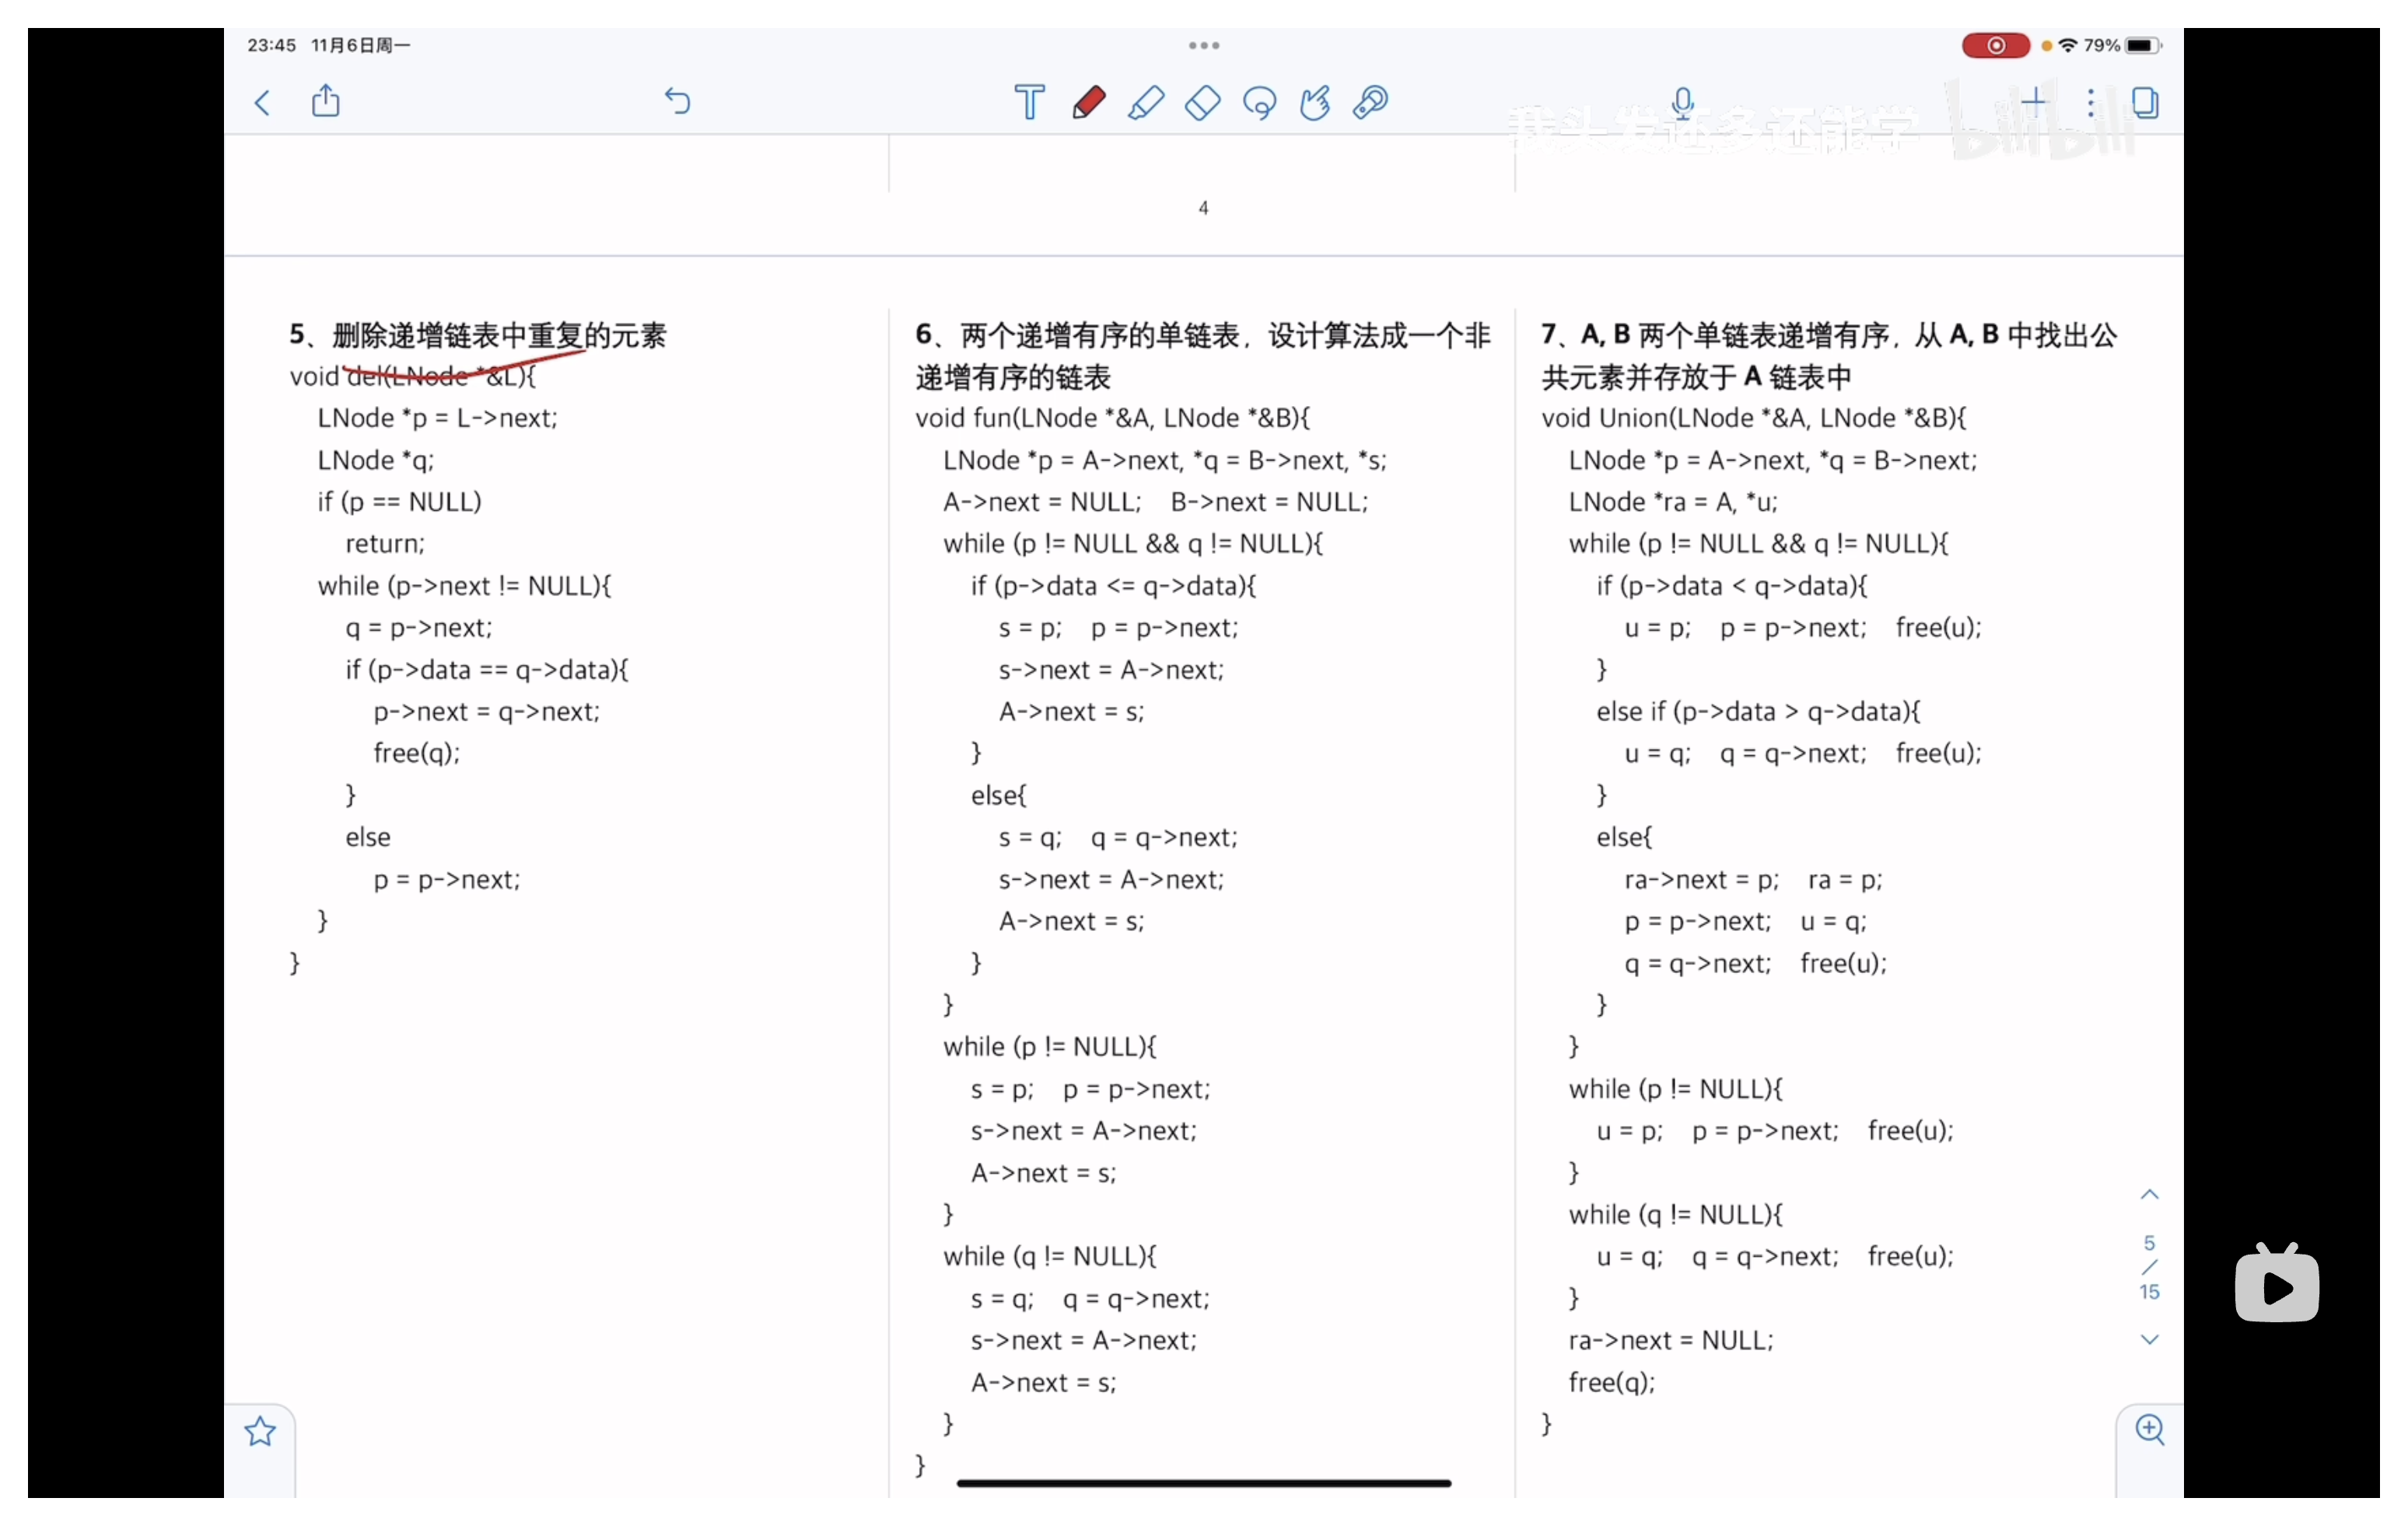 23:45 11月6日周一
79%
我头发还多还能学 bilibili
4
5、删除递增链表中重复的元素
void del(LNode *&L){
LNode *p = L->next;
LNode *q;
if (p == NULL)
return;
while (p->next != NULL){
q = p->next;
if (p->data == q->data){
p->next = q->next;
free(q);
}
else
p = p->next;
}
}
6、两个递增有序的单链表，设计算法成一个非
递增有序的链表
void fun(LNode *&A, LNode *&B){
LNode *p = A->next, *q = B->next, *s;
A->next = NULL; B->next = NULL;
while (p != NULL && q != NULL){
if (p->data <= q->data){
s = p; p = p->next;
s->next = A->next;
A->next = s;
}
else{
s = q; q = q->next;
s->next = A->next;
A->next = s;
}
}
while (p != NULL){
s = p; p = p->next;
s->next = A->next;
A->next = s;
}
while (q != NULL){
s = q; q = q->next;
s->next = A->next;
A->next = s;
}
}
7、A, B 两个单链表递增有序，从 A, B 中找出公
共元素并存放于 A 链表中
void Union(LNode *&A, LNode *&B){
LNode *p = A->next, *q = B->next;
LNode *ra = A, *u;
while (p != NULL && q != NULL){
if (p->data < q->data){
u = p; p = p->next; free(u);
}
else if (p->data > q->data){
u = q; q = q->next; free(u);
}
else{
ra->next = p; ra = p;
p = p->next; u = q;
q = q->next; free(u);
}
}
while (p != NULL){
u = p; p = p->next; free(u);
}
while (q != NULL){
u = q; q = q->next; free(u);
}
ra->next = NULL;
free(q);
}
5
/
15